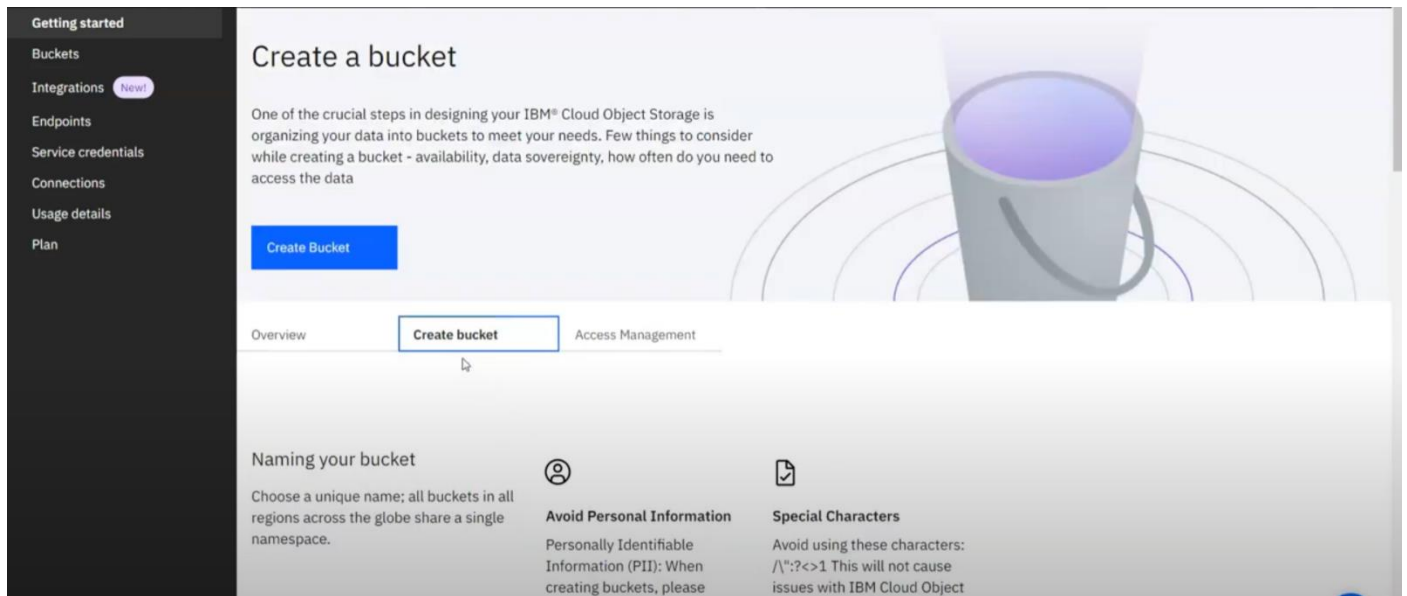 Getting started
Buckets
Integrations New!
Endpoints
Service credentials
Connections
Usage details
Plan
Create a bucket
One of the crucial steps in designing your IBM® Cloud Object Storage is
organizing your data into buckets to meet your needs. Few things to consider
while creating a bucket - availability, data sovereignty, how often do you need to
access the data
Create Bucket
Overview Create bucket Access Management
Naming your bucket
Choose a unique name; all buckets in all
regions across the globe share a single
namespace.
Avoid Personal Information
Personally Identifiable
Information (PII): When
creating buckets, please
Special Characters
Avoid using these characters:
/\":?<>1 This will not cause
issues with IBM Cloud Object